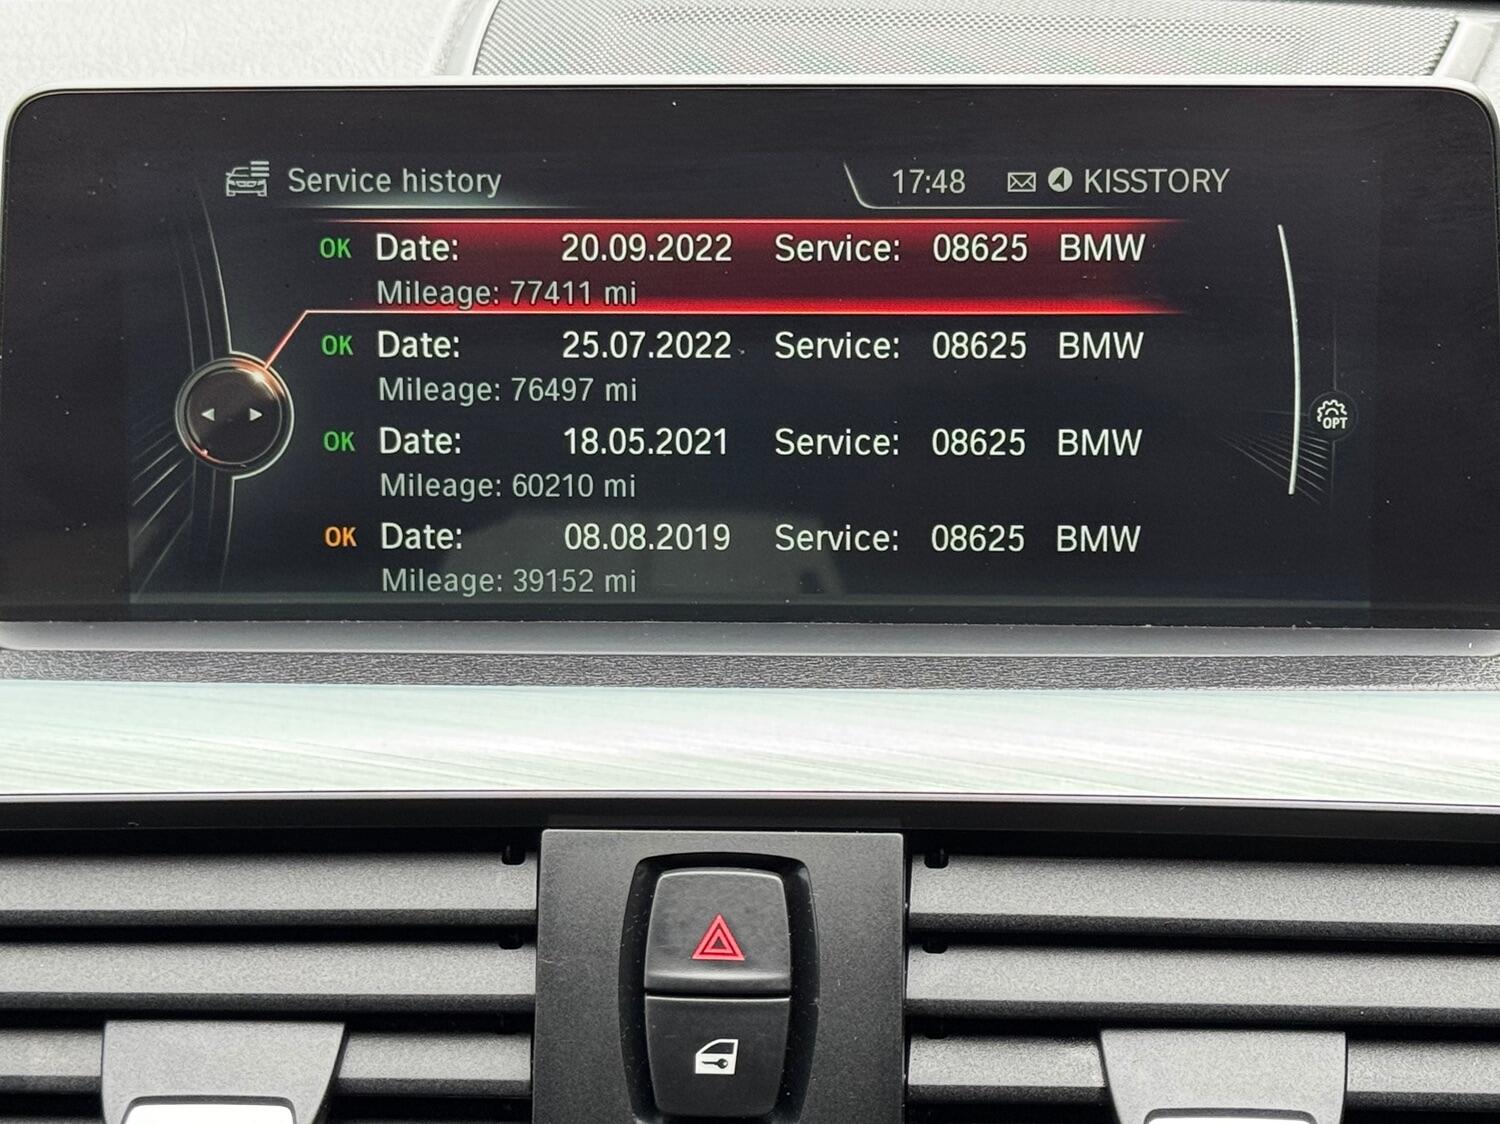 Service history 17:48 KISSTORY
OK Date: 20.09.2022 Service: 08625 BMW
Mileage: 77411 mi
OK Date: 25.07.2022 Service: 08625 BMW
Mileage: 76497 mi
OK Date: 18.05.2021 Service: 08625 BMW
Mileage: 60210 mi
OPT
OK Date: 08.08.2019 Service: 08625 BMW
Mileage: 39152 mi